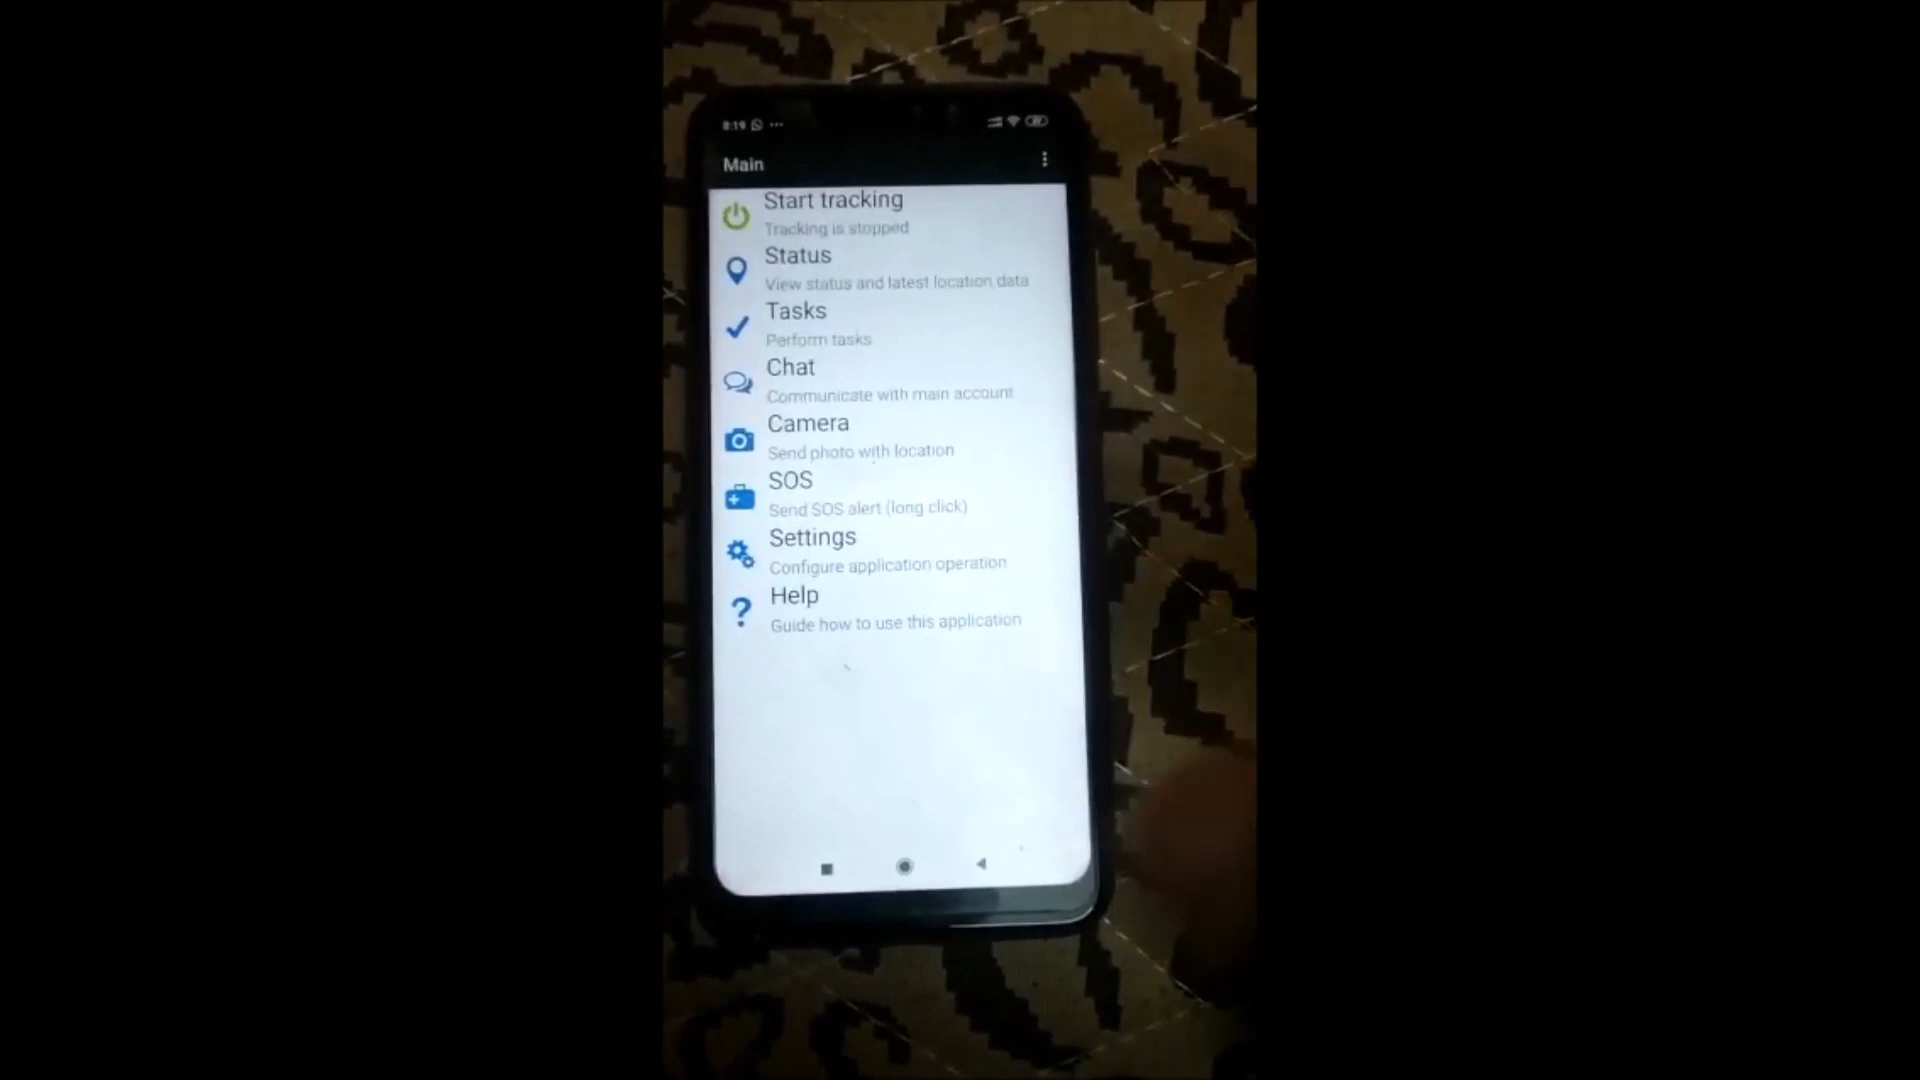 8:19
Main
Start tracking
Tracking is stopped
Status
View status and latest location data
Tasks
Perform tasks
Chat
Communicate with main account
Camera
Send photo with location
SOS
Send SOS alert (long click)
Settings
Configure application operation
Help
Guide how to use this application